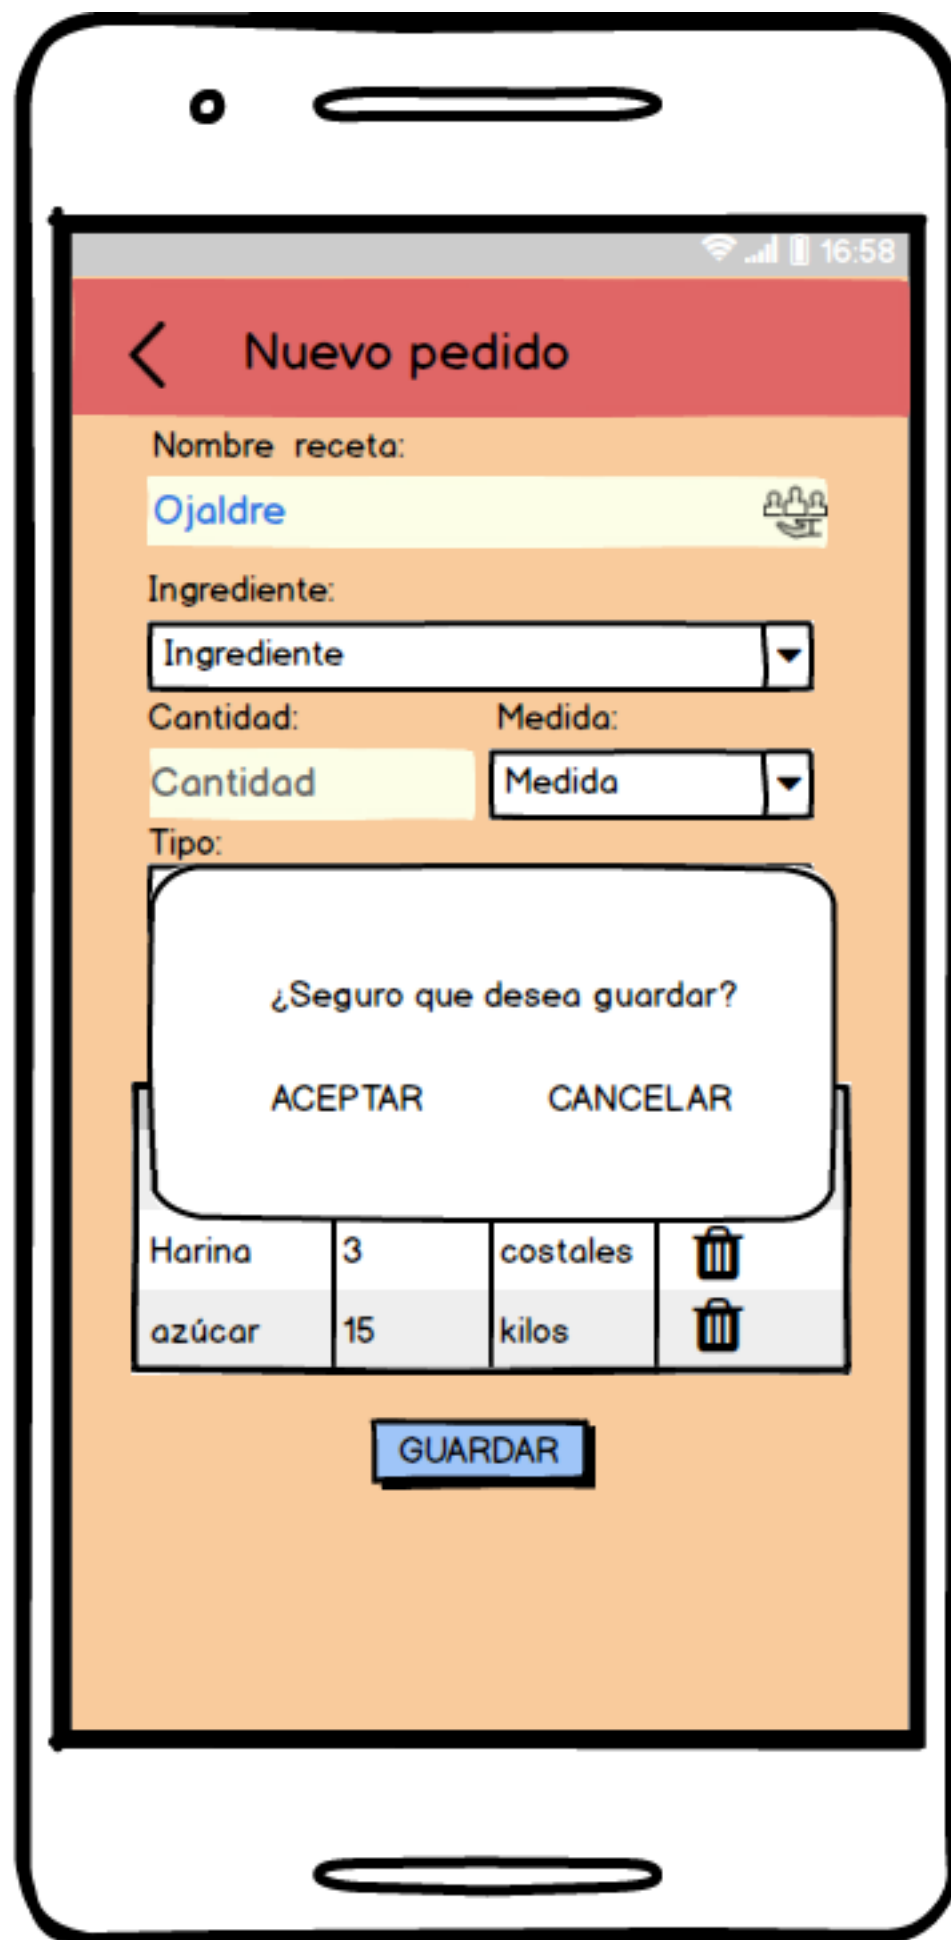 16:58
Nuevo pedido
Nombre receta:
Ojaldre
Ingrediente:
Ingrediente
Cantidad: Medida:
Cantidad Medida
Tipo:
¿Seguro que desea guardar?
ACEPTAR CANCELAR
Harina 3 costales
azúcar 15 kilos
GUARDAR